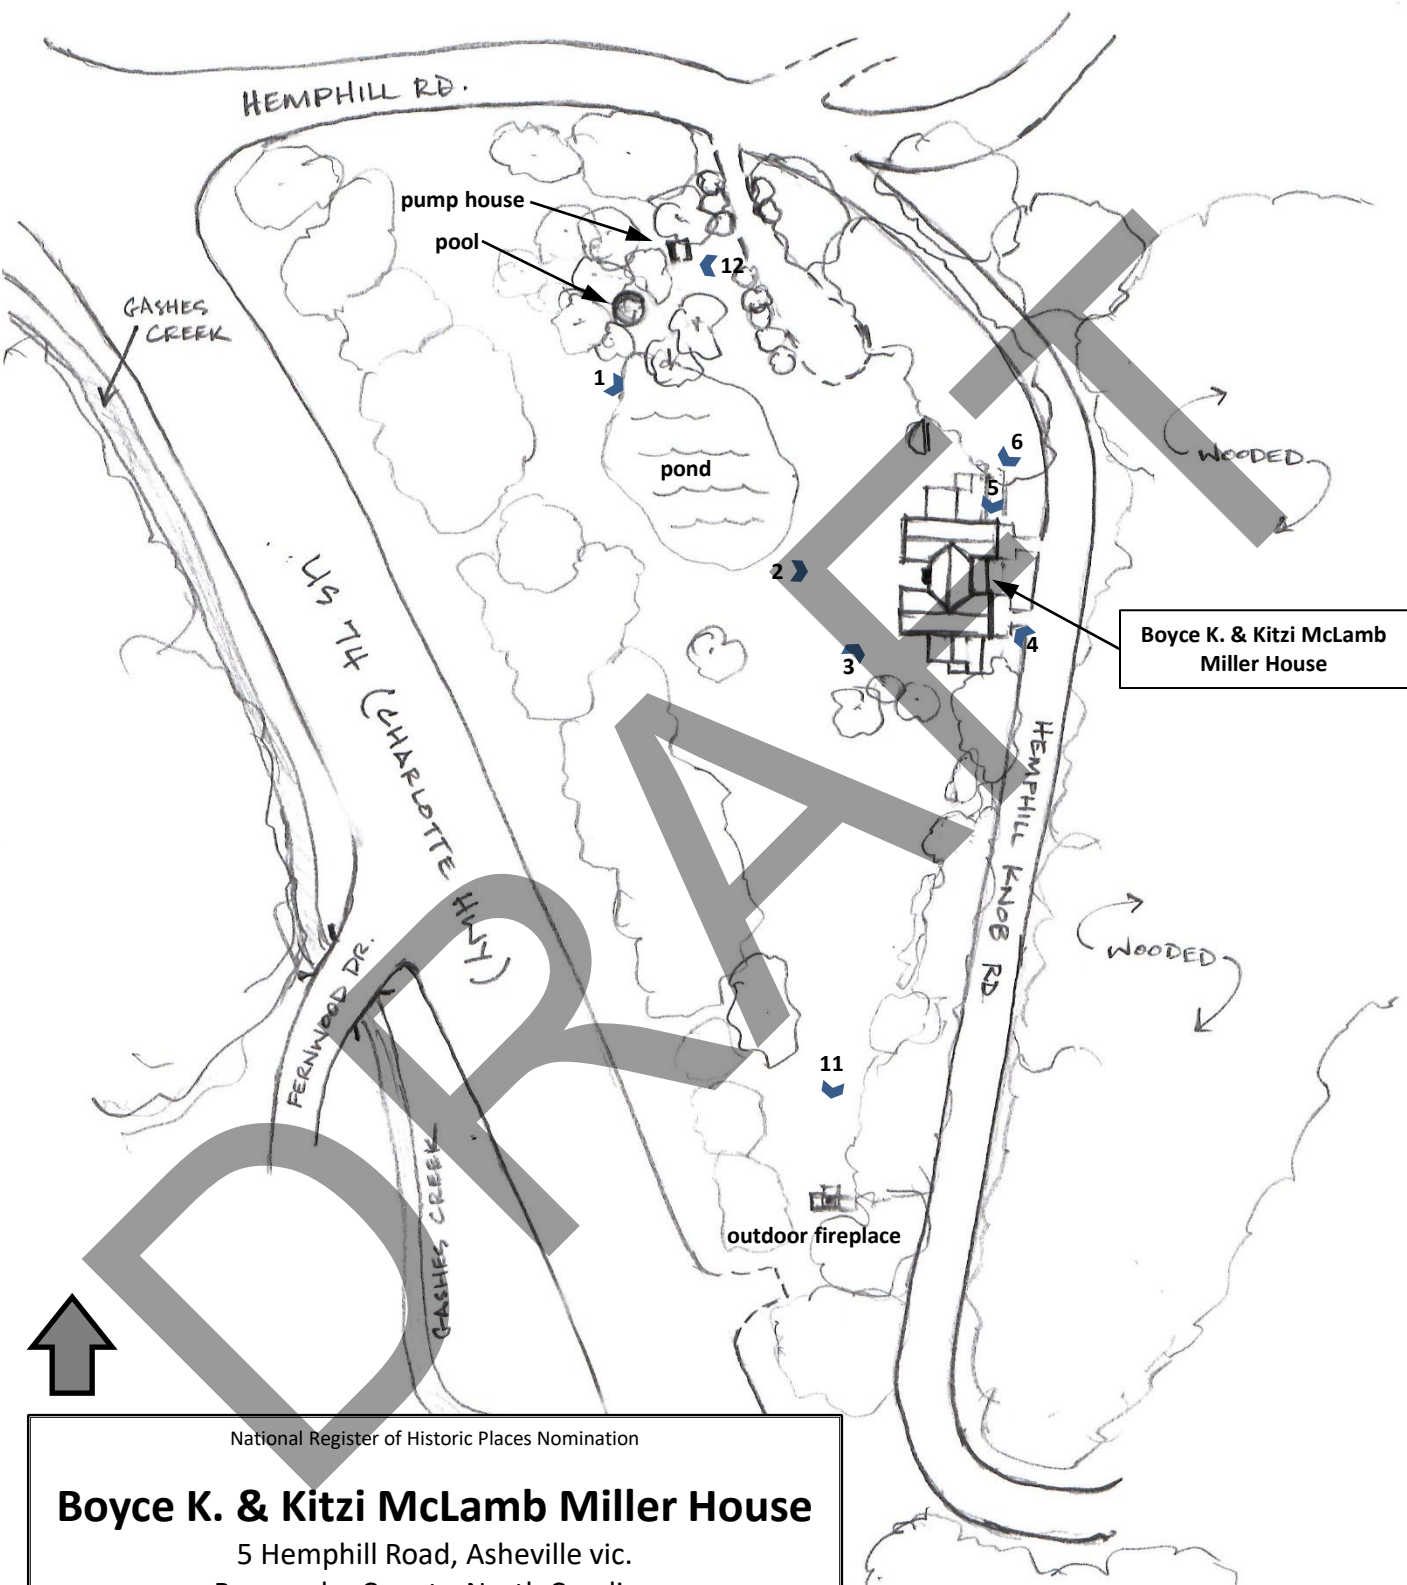 HEMPHILL RD.
pump house
pool
12
GASHES
CREEK
1
pond
6
WOODED
5
US 74 (CHARLOTTE HWY)
2
Boyce K. & Kitzi McLamb
Miller House
4
3
HEMPHILL KNOB RD
WOODED
FERNWOOD DR.
11
GASHES CREEK
outdoor fireplace
DRAFT
National Register of Historic Places Nomination
Boyce K. & Kitzi McLamb Miller House
5 Hemphill Road, Asheville vic.